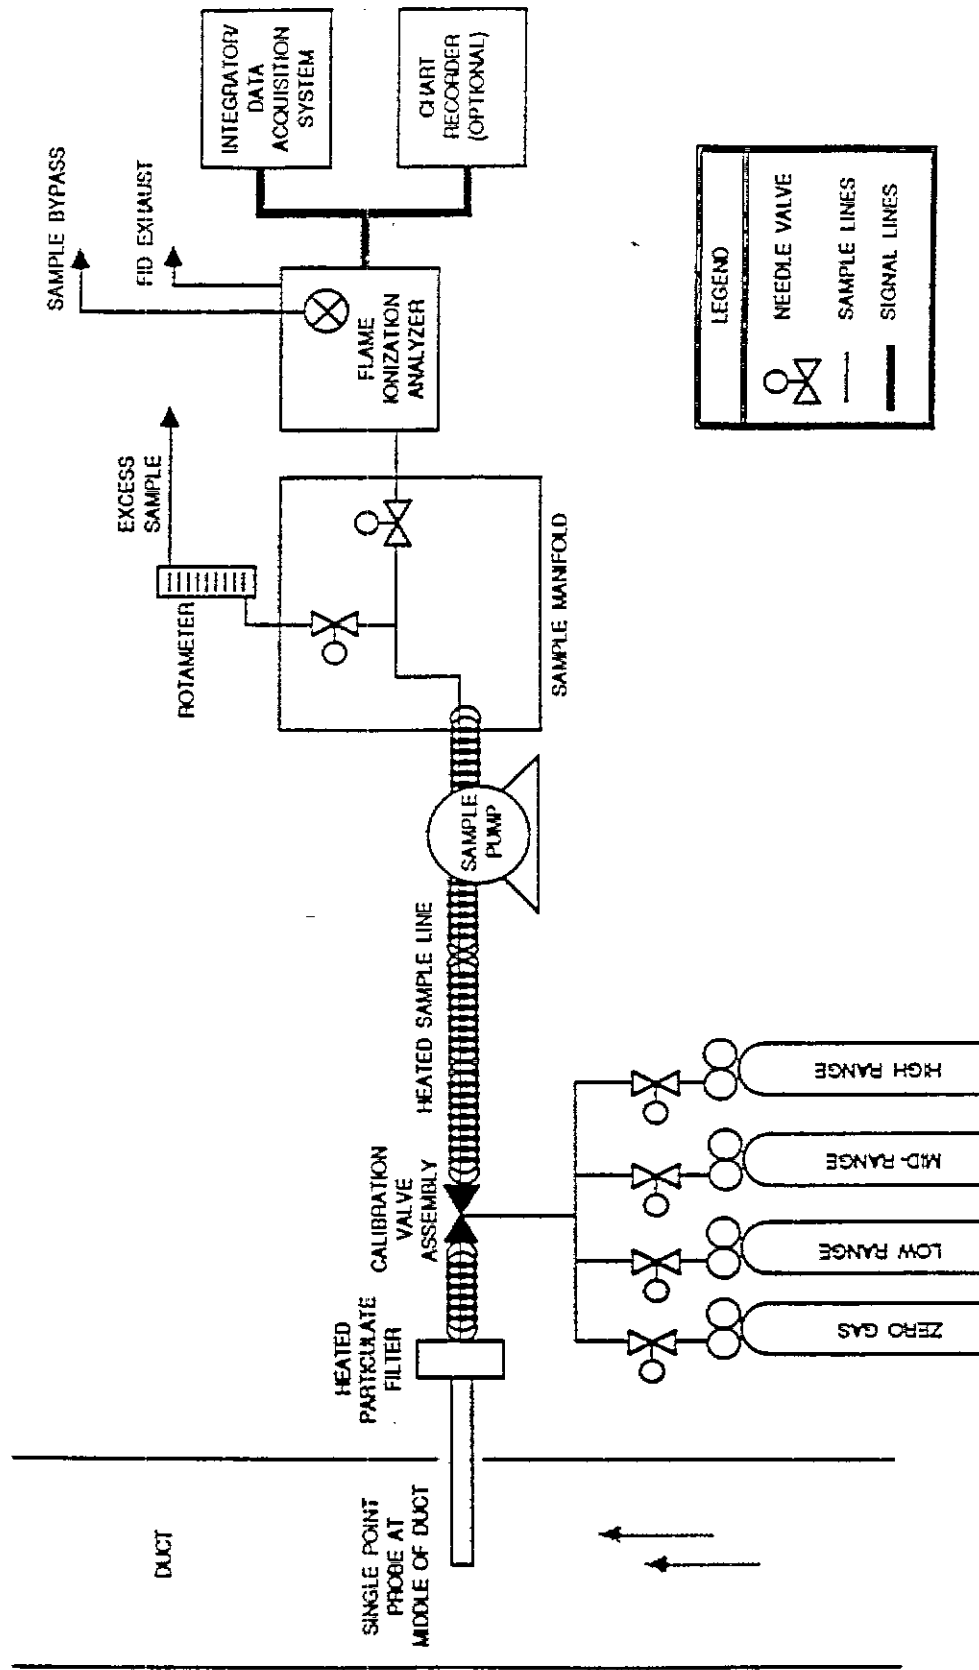 DUCT
SINGLE POINT
PROBE AT
MIDDLE OF DUCT
HEATED
PARTICULATE
FILTER
CALIBRATION
VALVE
ASSEMBLY
HEATED SAMPLE LINE
SAMPLE
PUMP
SAMPLE MANIFOLD
ROTAMETER
EXCESS
SAMPLE
FLAME
IONIZATION
ANALYZER
SAMPLE BYPASS
FID EXHAUST
INTEGRATOR/
DATA
ACQUISITION
SYSTEM
CHART
RECORDER
(OPTIONAL)
ZERO GAS
LOW RANGE
MID-RANGE
HIGH RANGE
LEGEND
NEEDLE VALVE
SAMPLE LINES
SIGNAL LINES